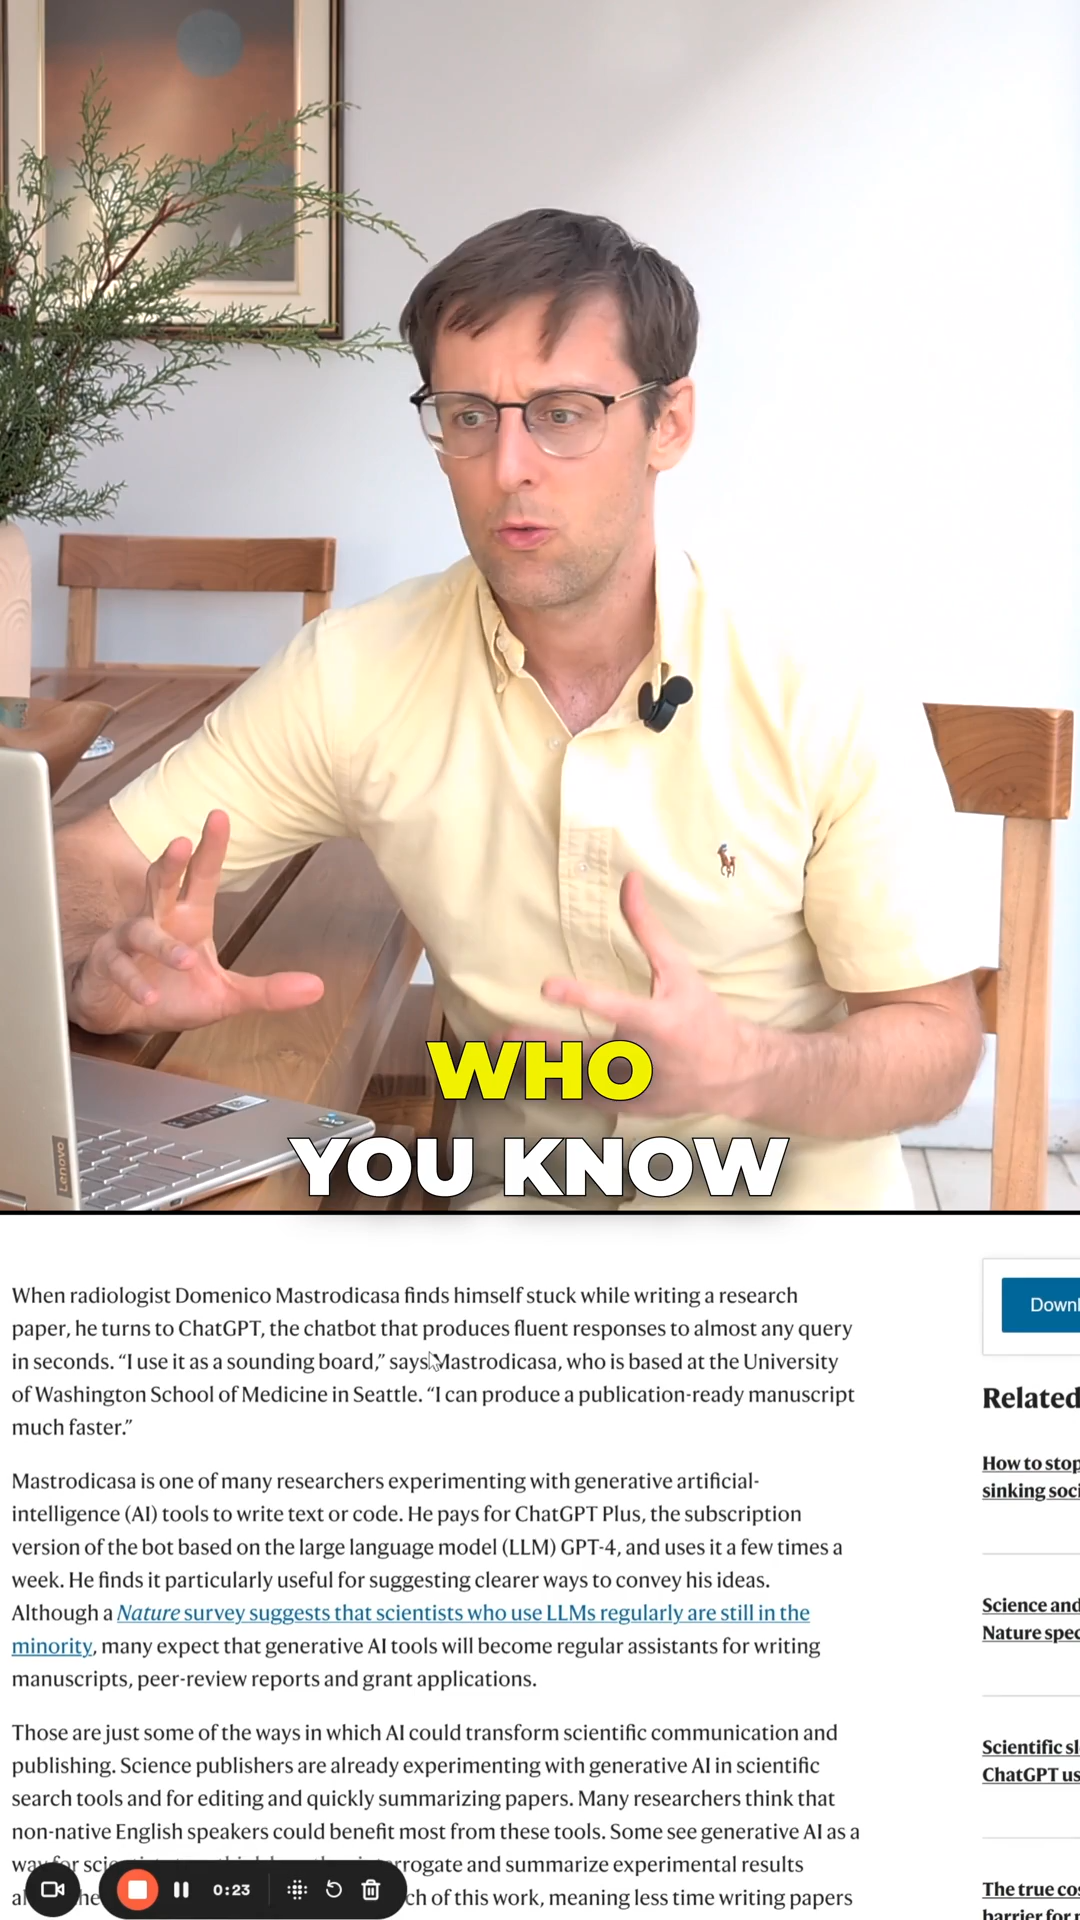 Lenovo
WHO
YOU KNOW
When radiologist Domenico Mastrodicasa finds himself stuck while writing a research
paper, he turns to ChatGPT, the chatbot that produces fluent responses to almost any query
in seconds. “I use it as a sounding board,” says Mastrodicasa, who is based at the University
of Washington School of Medicine in Seattle. “I can produce a publication-ready manuscript
much faster.”
Mastrodicasa is one of many researchers experimenting with generative artificial-
intelligence (AI) tools to write text or code. He pays for ChatGPT Plus, the subscription
version of the bot based on the large language model (LLM) GPT-4, and uses it a few times a
week. He finds it particularly useful for suggesting clearer ways to convey his ideas.
Although a Nature survey suggests that scientists who use LLMs regularly are still in the
minority, many expect that generative AI tools will become regular assistants for writing
manuscripts, peer-review reports and grant applications.
Those are just some of the ways in which AI could transform scientific communication and
publishing. Science publishers are already experimenting with generative AI in scientific
search tools and for editing and quickly summarizing papers. Many researchers think that
non-native English speakers could benefit most from these tools. Some see generative AI as a
way for and summarize experimental results
of this work, meaning less time writing papers
0:23
Downl
Related
How to stop
sinking soci
Science and
Nature spec
Scientific sl
ChatGPT us
The true cos
barrier for